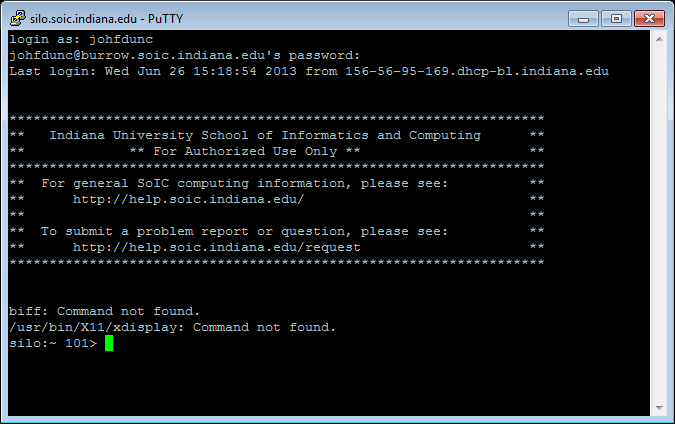 silo.soic.indiana.edu - PuTTY
login as: johfdunc
johfdunc@burrow.soic.indiana.edu's password:
Last login: Wed Jun 26 15:18:54 2013 from 156-56-95-169.dhcp-bl.indiana.edu
*******************************************************************
**   Indiana University School of Informatics and Computing      **
**             ** For Authorized Use Only **                     **
*******************************************************************
**  For general SoIC computing information, please see:          **
**      http://help.soic.indiana.edu/                            **
**                                                               **
**  To submit a problem report or question, please see:          **
**      http://help.soic.indiana.edu/request                     **
*******************************************************************
biff: Command not found.
/usr/bin/X11/xdisplay: Command not found.
silo:~ 101>